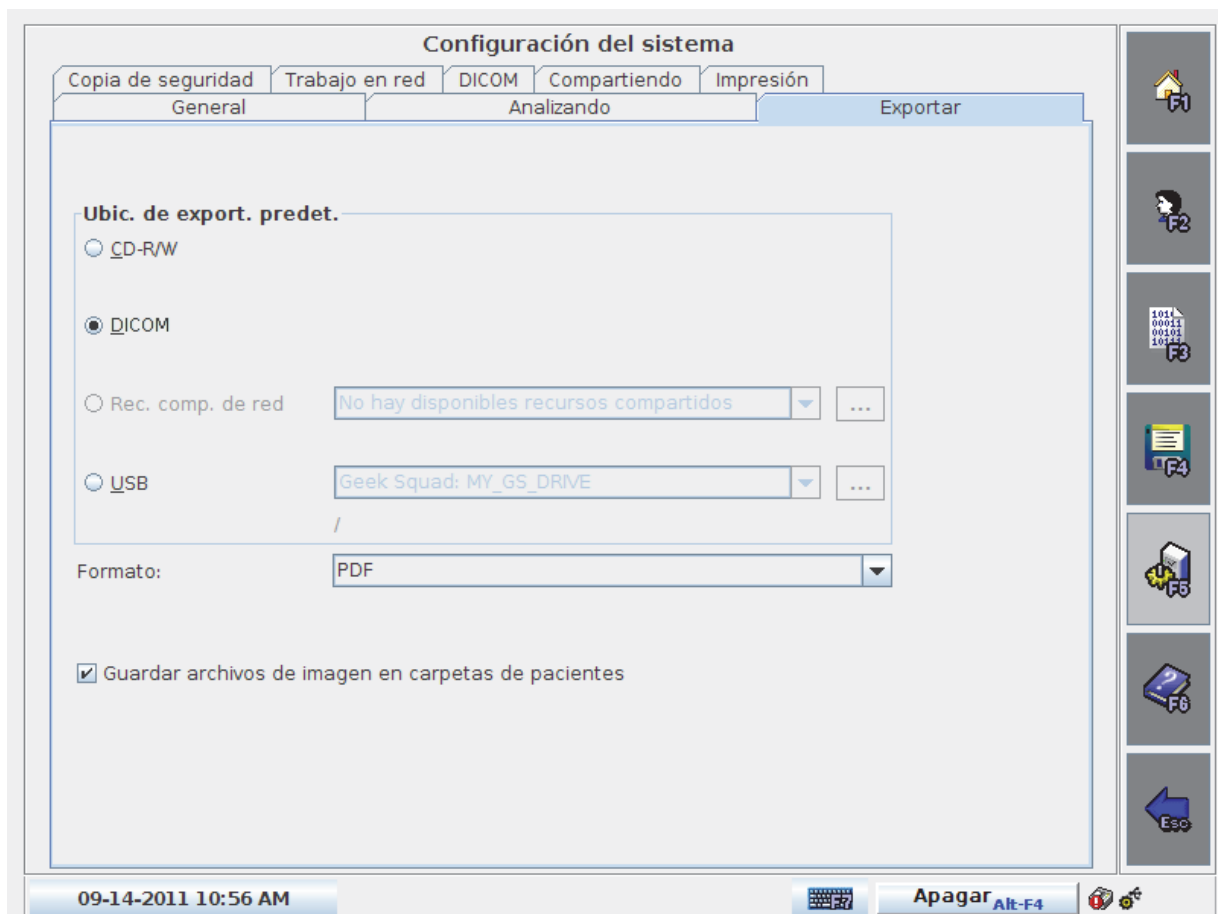 Configuración del sistema
Copia de seguridad Trabajo en red DICOM Compartiendo Impresión
General Analizando Exportar
Ubic. de export. predet.
CD-R/W
DICOM
Rec. comp. de red No hay disponibles recursos compartidos ...
USB Geek Squad: MY_GS_DRIVE ...
/
Formato: PDF
Guardar archivos de imagen en carpetas de pacientes
F1
F2
F3
F4
F5
F6
Esc
09-14-2011 10:56 AM Apagar Alt-F4